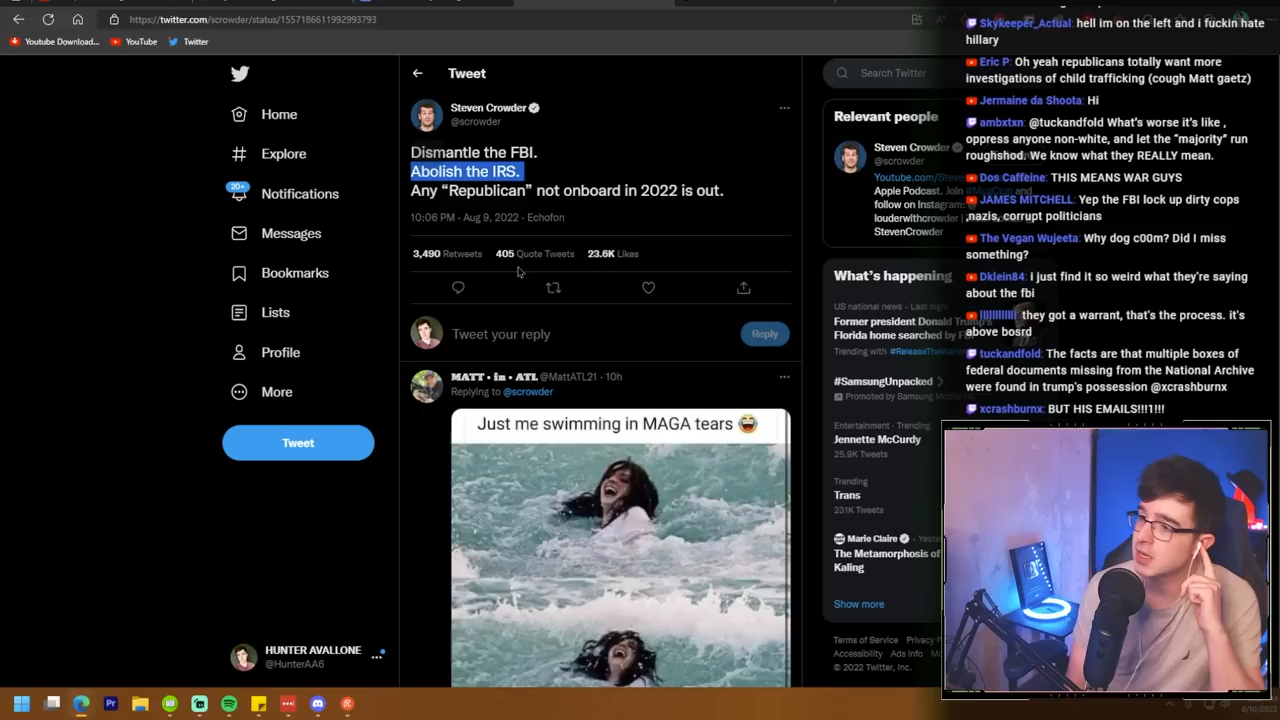 https://twitter.com/scrowder/status/1557186611992993793
Youtube Download...
YouTube
Twitter
Home
Explore
20+
Notifications
Messages
Bookmarks
Lists
Profile
More
Tweet
HUNTER AVALLONE
@HunterAA6
Tweet
Steven Crowder
@scrowder
Dismantle the FBI.
Abolish the IRS.
Any “Republican” not onboard in 2022 is out.
10:06 PM · Aug 9, 2022 · Echofon
3,490 Retweets 405 Quote Tweets 23.6K Likes
Tweet your reply
Reply
MATT • in • ATL @MattATL21 · 10h
Replying to @scrowder
Just me swimming in MAGA tears 😂
Search Twitter
Relevant people
Steven Crowder
@scrowder
Youtube.com/Steve
Apple Podcast. Join
follow on Instagram:
louderwithcrowder |
StevenCrowder
What's happening
US national news · Last night
Former president Donald Trump's
Florida home searched by FBI
Trending with #Release
#SamsungUnpacked
Promoted by Samsung
Entertainment · Trending
Jennette McCurdy
25.9K Tweets
Trending
Trans
231K Tweets
Marie Claire
The Metamorphosis of
Kaling
Show more
Terms of Service Privacy
Accessibility Ads info
© 2022 Twitter, Inc.
Skykeeper_Actual: hell im on the left and i fuckin hate
hillary
Eric P: Oh yeah republicans totally want more
investigations of child trafficking (cough Matt gaetz)
Jermaine da Shoota: Hi
ambxtxn: @tuckandfold What's worse it's like ,
oppress anyone non-white, and let the “majority” run
roughshod. We know what they REALLY mean.
Dos Caffeine: THIS MEANS WAR GUYS
JAMES MITCHELL: Yep the FBI lock up dirty cops
,nazis, corrupt politicians
The Vegan Wujeeta: Why dog c00m? Did I miss
something?
Dklein84: i just find it so weird what they're saying
about the fbi
they got a warrant, that's the process. it's
above bosrd
tuckandfold: The facts are that multiple boxes of
federal documents missing from the National Archive
were found in trump's possession @xcrashburnx
xcrashburnx: BUT HIS EMAILS!!!1!!!
8/10/2022